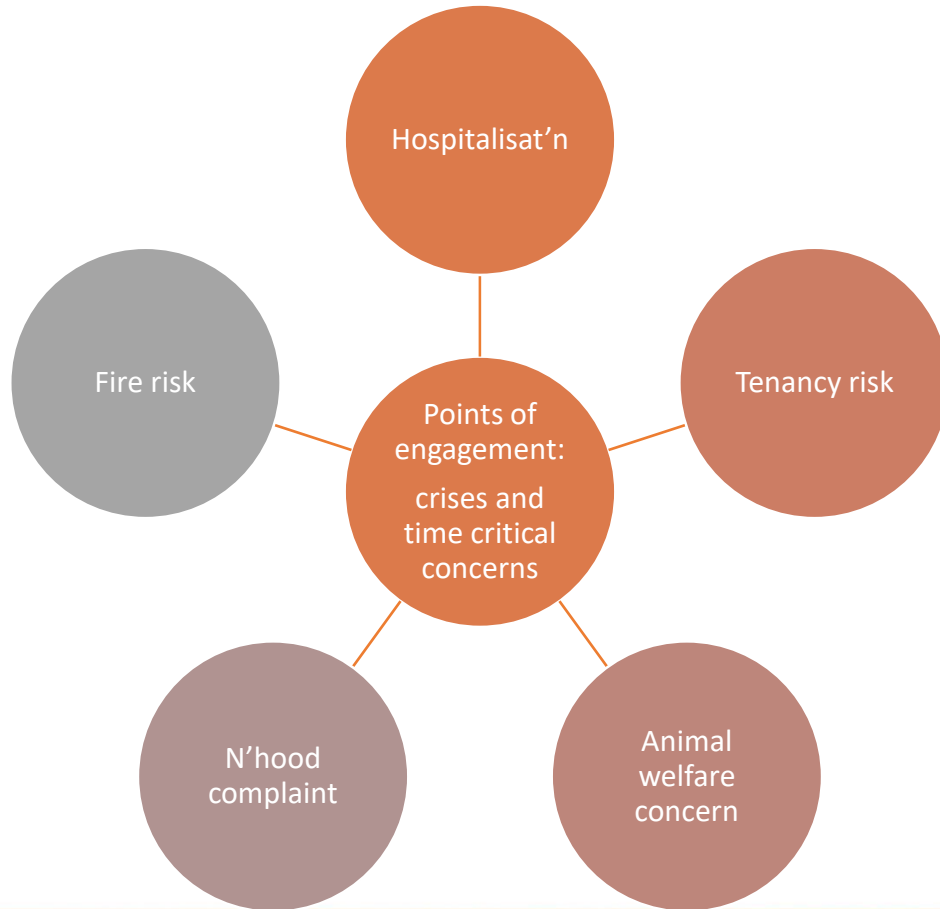 Hospitalisat’n
Fire risk
Tenancy risk
Points of
engagement:
crises and
time critical
concerns
N’hood
complaint
Animal
welfare
concern